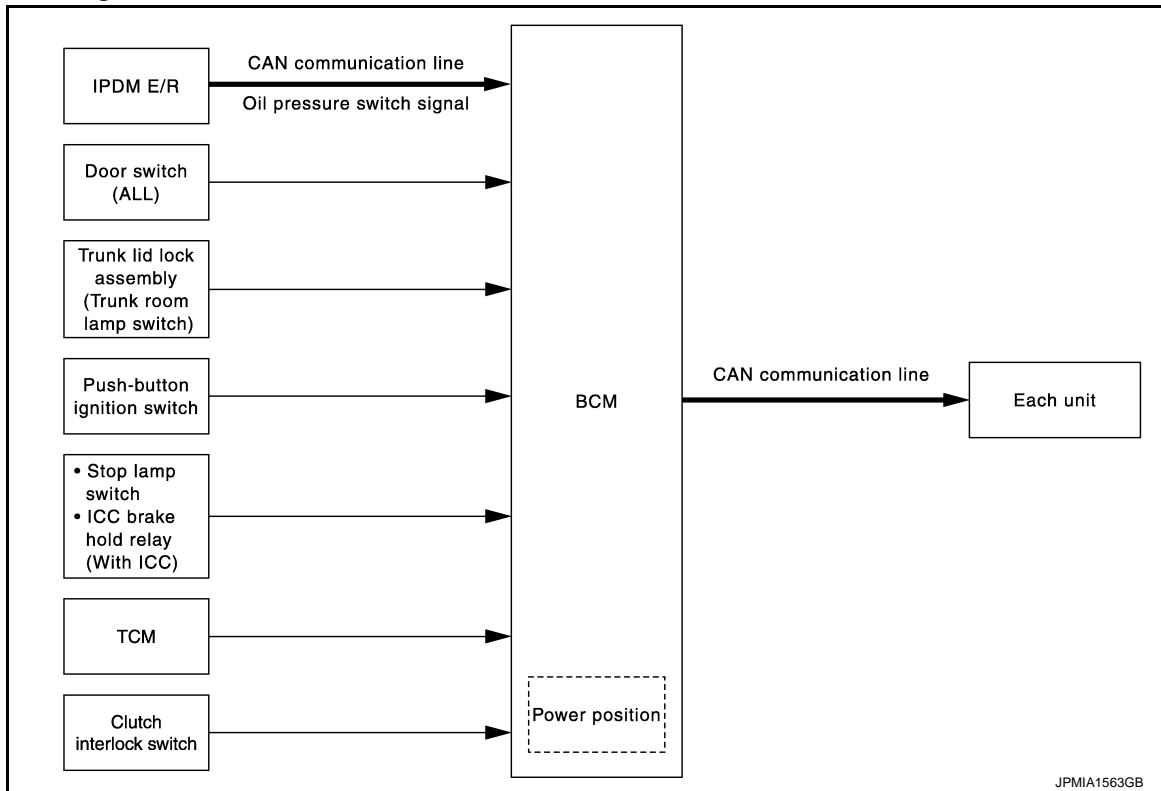 IPDM E/R
CAN communication line
Oil pressure switch signal
Door switch
(ALL)
Trunk lid lock
assembly
(Trunk room
lamp switch)
Push-button
ignition switch
• Stop lamp
switch
• ICC brake
hold relay
(With ICC)
TCM
Clutch
interlock switch
BCM
Power position
CAN communication line
Each unit
JPMIA1563GB